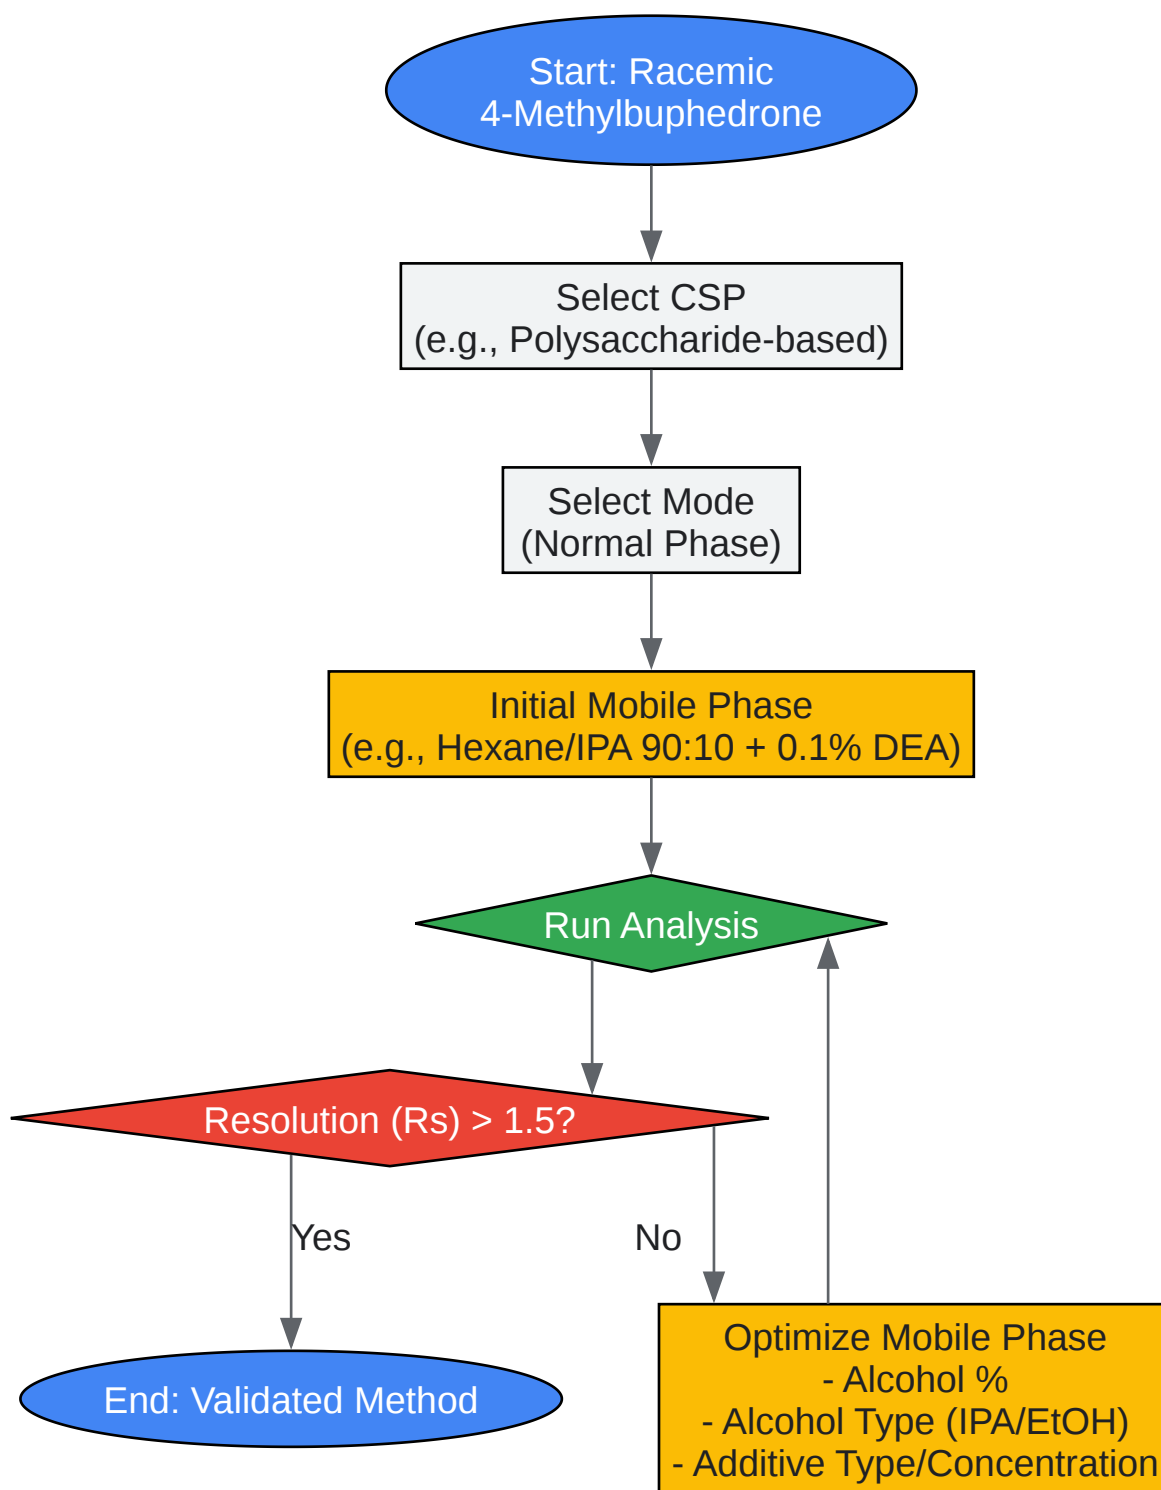 Start: Racemic
4-Methylbuphedrone
Select CSP
(e.g., Polysaccharide-based)
Select Mode
(Normal Phase)
Initial Mobile Phase
(e.g., Hexane/IPA 90:10 + 0.1% DEA)
Run Analysis
Resolution (Rs) > 1.5?
Yes
No
End: Validated Method
Optimize Mobile Phase
- Alcohol %
- Alcohol Type (IPA/EtOH)
- Additive Type/Concentration